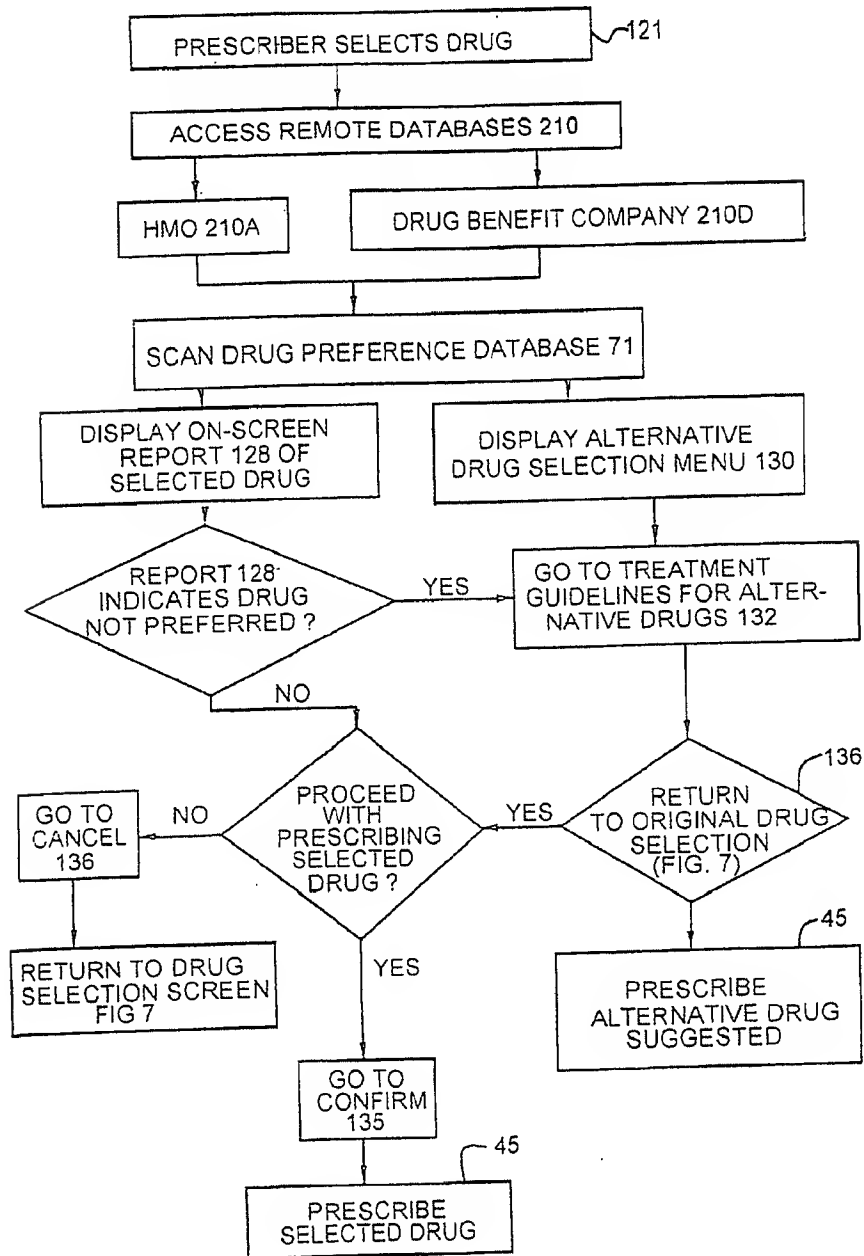 PRESCRIBER SELECTS DRUG
121
ACCESS REMOTE DATABASES 210
HMO 210A
DRUG BENEFIT COMPANY 210D
SCAN DRUG PREFERENCE DATABASE 71
DISPLAY ON-SCREEN
REPORT 128 OF
SELECTED DRUG
DISPLAY ALTERNATIVE
DRUG SELECTION MENU 130
REPORT 128
INDICATES DRUG
NOT PREFERRED ?
YES
GO TO TREATMENT
GUIDELINES FOR ALTER-
NATIVE DRUGS 132
NO
136
GO TO
CANCEL
136
NO
PROCEED
WITH
PRESCRIBING
SELECTED
DRUG ?
YES
RETURN
TO ORIGINAL DRUG
SELECTION
(FIG. 7)
RETURN TO DRUG
SELECTION SCREEN
FIG 7
YES
45
PRESCRIBE
ALTERNATIVE DRUG
SUGGESTED
GO TO
CONFIRM
135
45
PRESCRIBE
SELECTED DRUG